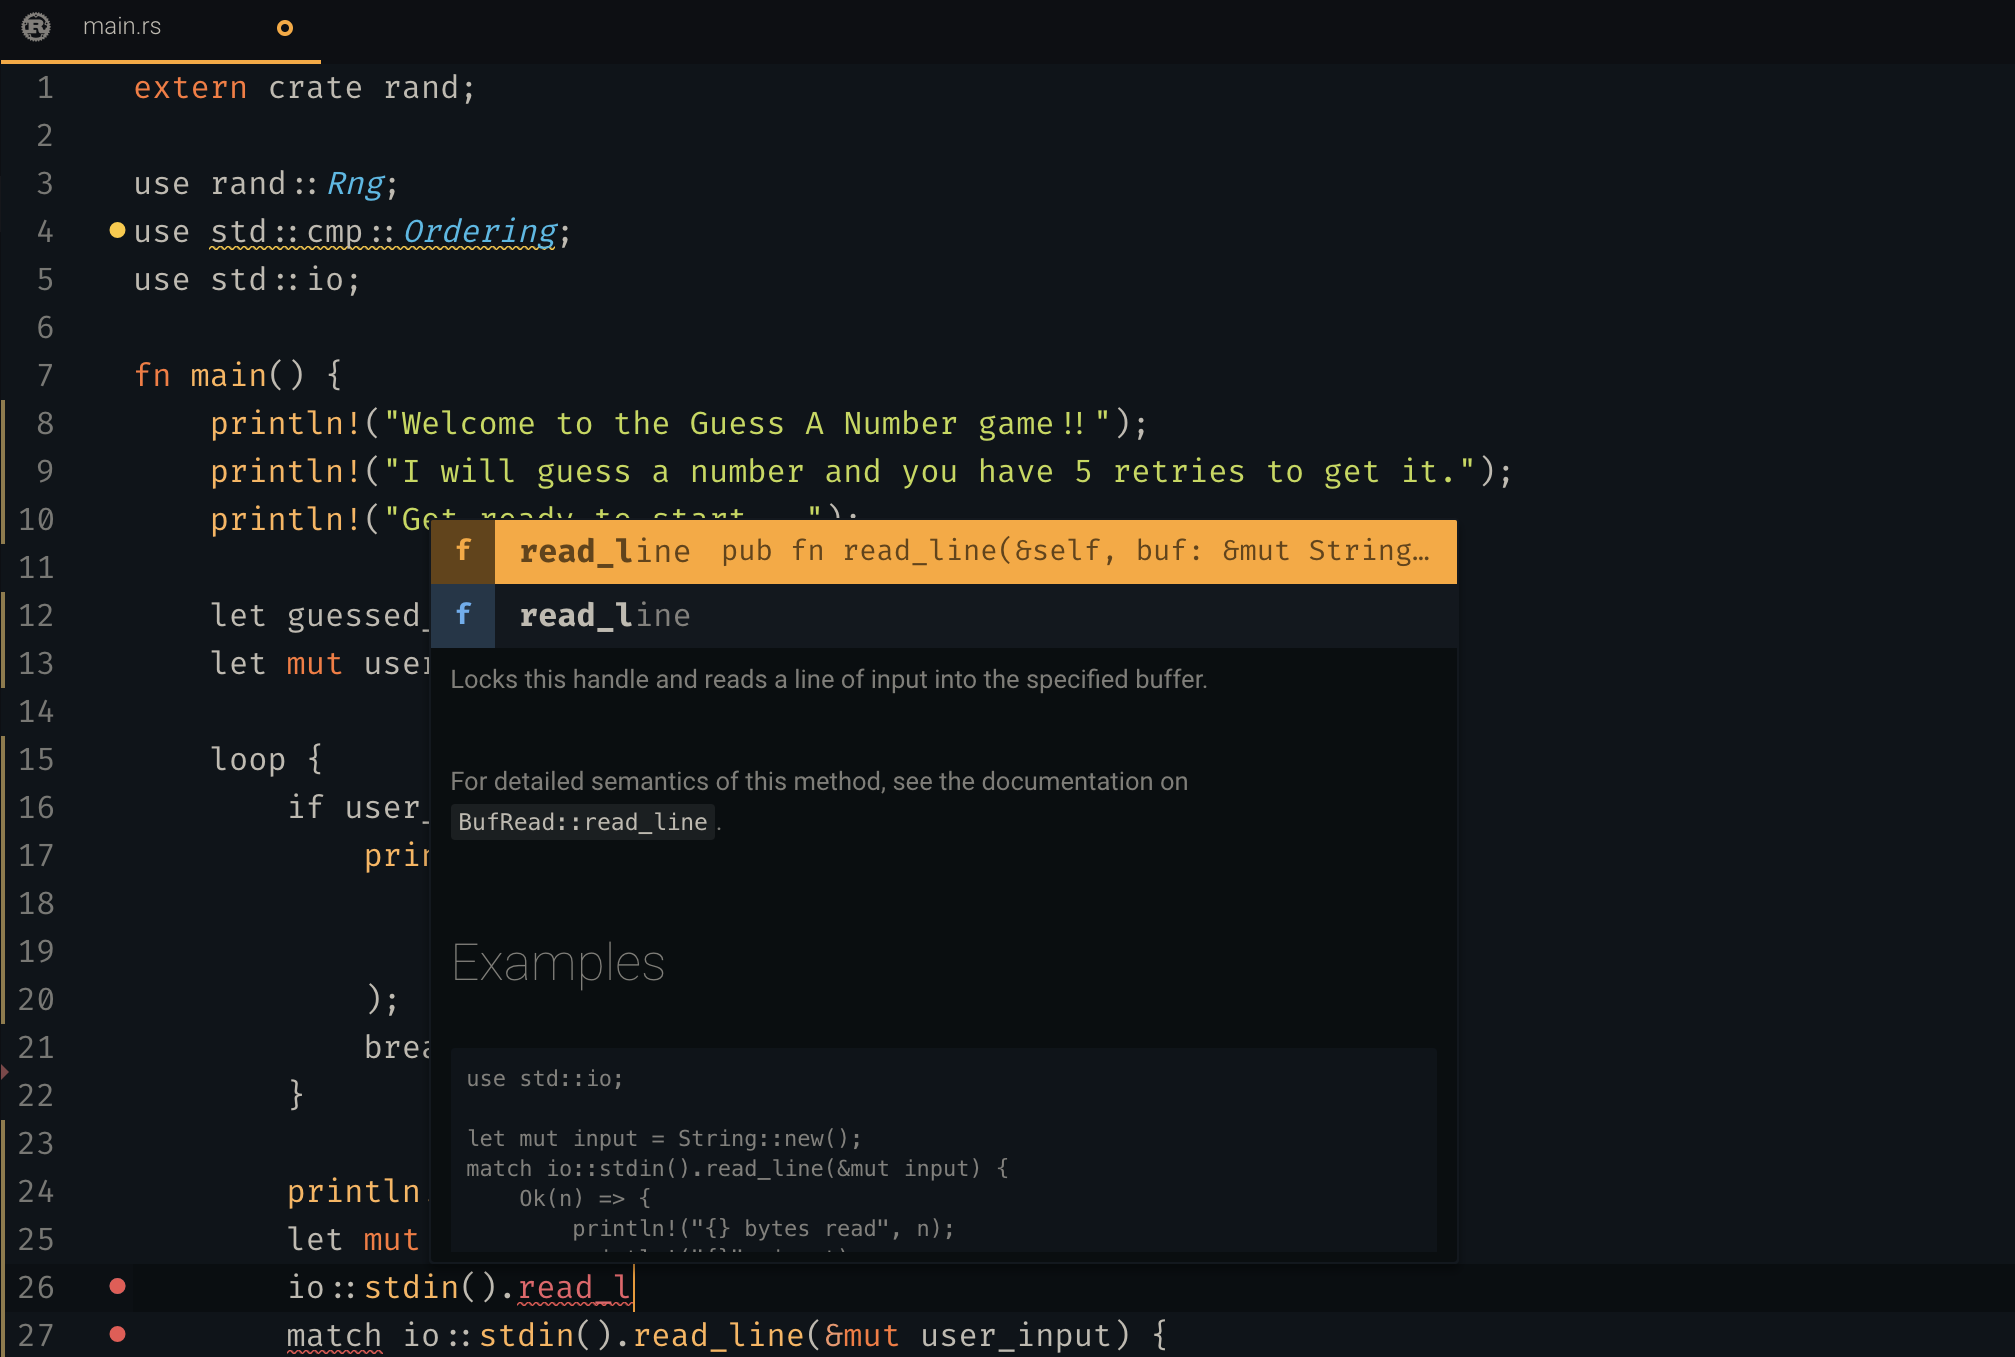 main.rs
1 extern crate rand;
2
3 use rand::Rng;
4 use std::cmp::Ordering;
5 use std::io;
6
7 fn main() {
8 println!("Welcome to the Guess A Number game!!");
9 println!("I will guess a number and you have 5 retries to get it.");
10 println!("Get ready to start...");
f read_line pub fn read_line(&self, buf: &mut String…
11
12 let guessed_
f read_line
13 let mut user
Locks this handle and reads a line of input into the specified buffer.
14
15 loop {
For detailed semantics of this method, see the documentation on
16 if user_
BufRead::read_line.
17 prin
18
19
Examples
20 );
21 brea
use std::io;
22 }
23
let mut input = String::new();
match io::stdin().read_line(&mut input) {
24 println
Ok(n) => {
println!("{} bytes read", n);
25 let mut
26 io::stdin().read_l
27 match io::stdin().read_line(&mut user_input) {